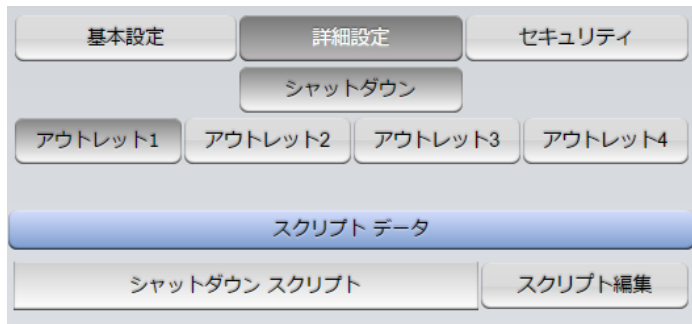 基本設定 詳細設定 セキュリティ
シャットダウン
アウトレット1 アウトレット2 アウトレット3 アウトレット4
スクリプト データ
シャットダウン スクリプト スクリプト編集